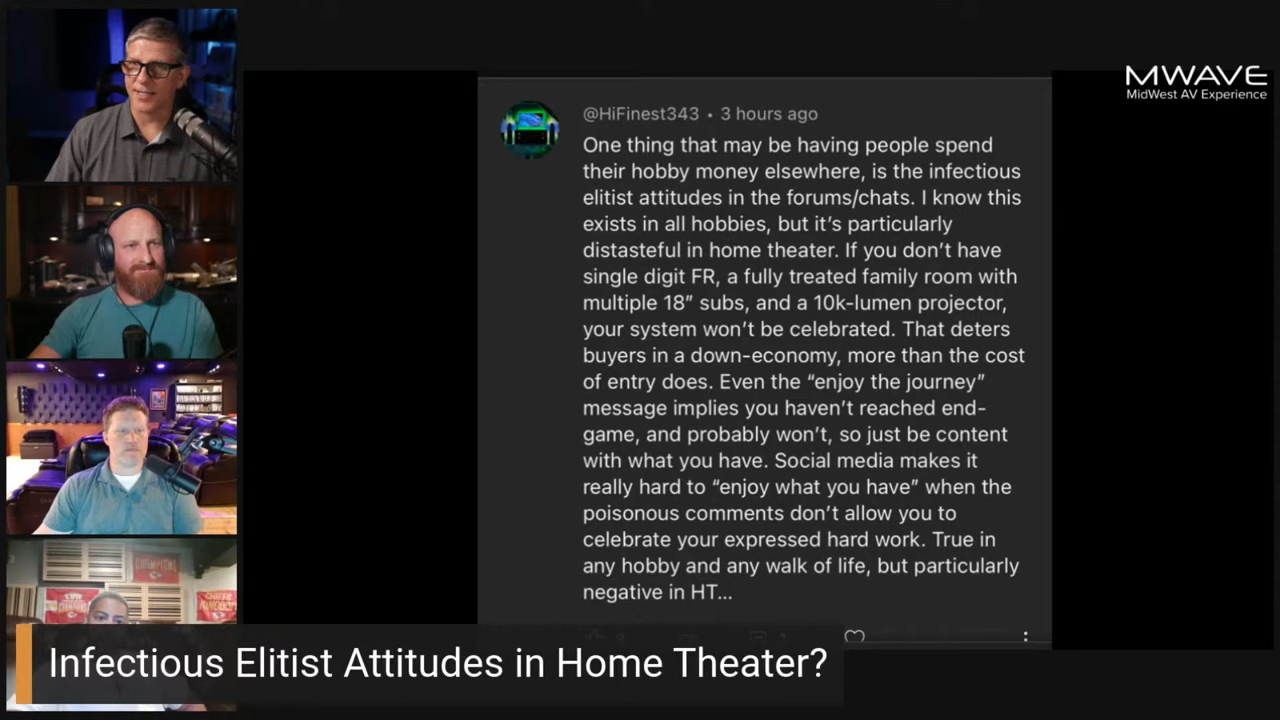 MWAVE
MidWest AV Experience
@HiFinest343 • 3 hours ago
One thing that may be having people spend
their hobby money elsewhere, is the infectious
elitist attitudes in the forums/chats. I know this
exists in all hobbies, but it's particularly
distasteful in home theater. If you don't have
single digit FR, a fully treated family room with
multiple 18” subs, and a 10k-lumen projector,
your system won't be celebrated. That deters
buyers in a down-economy, more than the cost
of entry does. Even the “enjoy the journey”
message implies you haven't reached end-
game, and probably won't, so just be content
with what you have. Social media makes it
really hard to “enjoy what you have” when the
poisonous comments don't allow you to
celebrate your expressed hard work. True in
any hobby and any walk of life, but particularly
negative in HT...
CHAMPIONS
CHIEFS
KINGDOM
Infectious Elitist Attitudes in Home Theater?